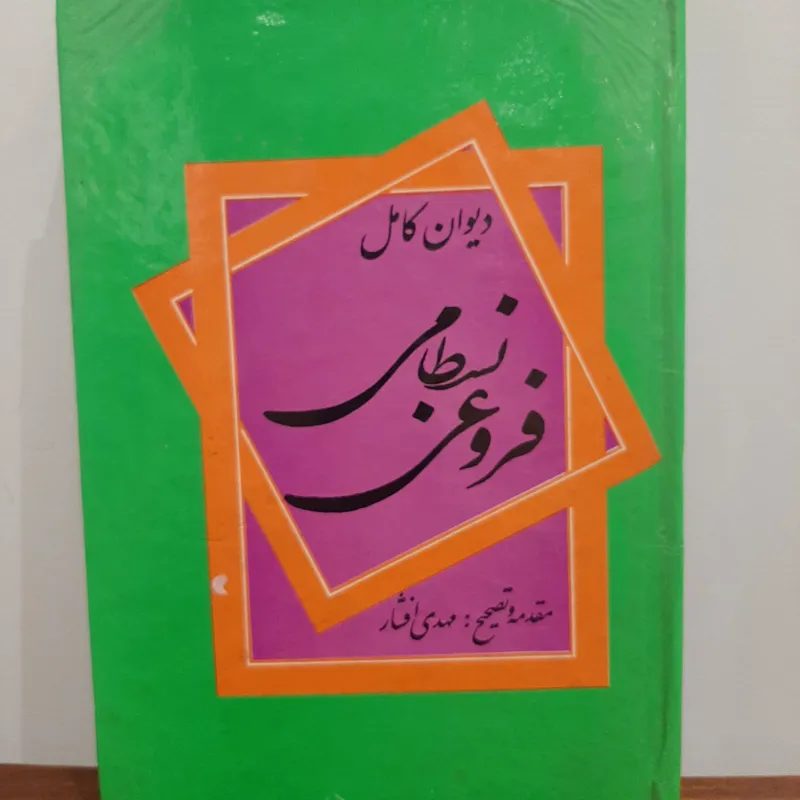 دیوان کامل
فروغی
بسطامی
مقدمه و تصحیح : مهدی افشار